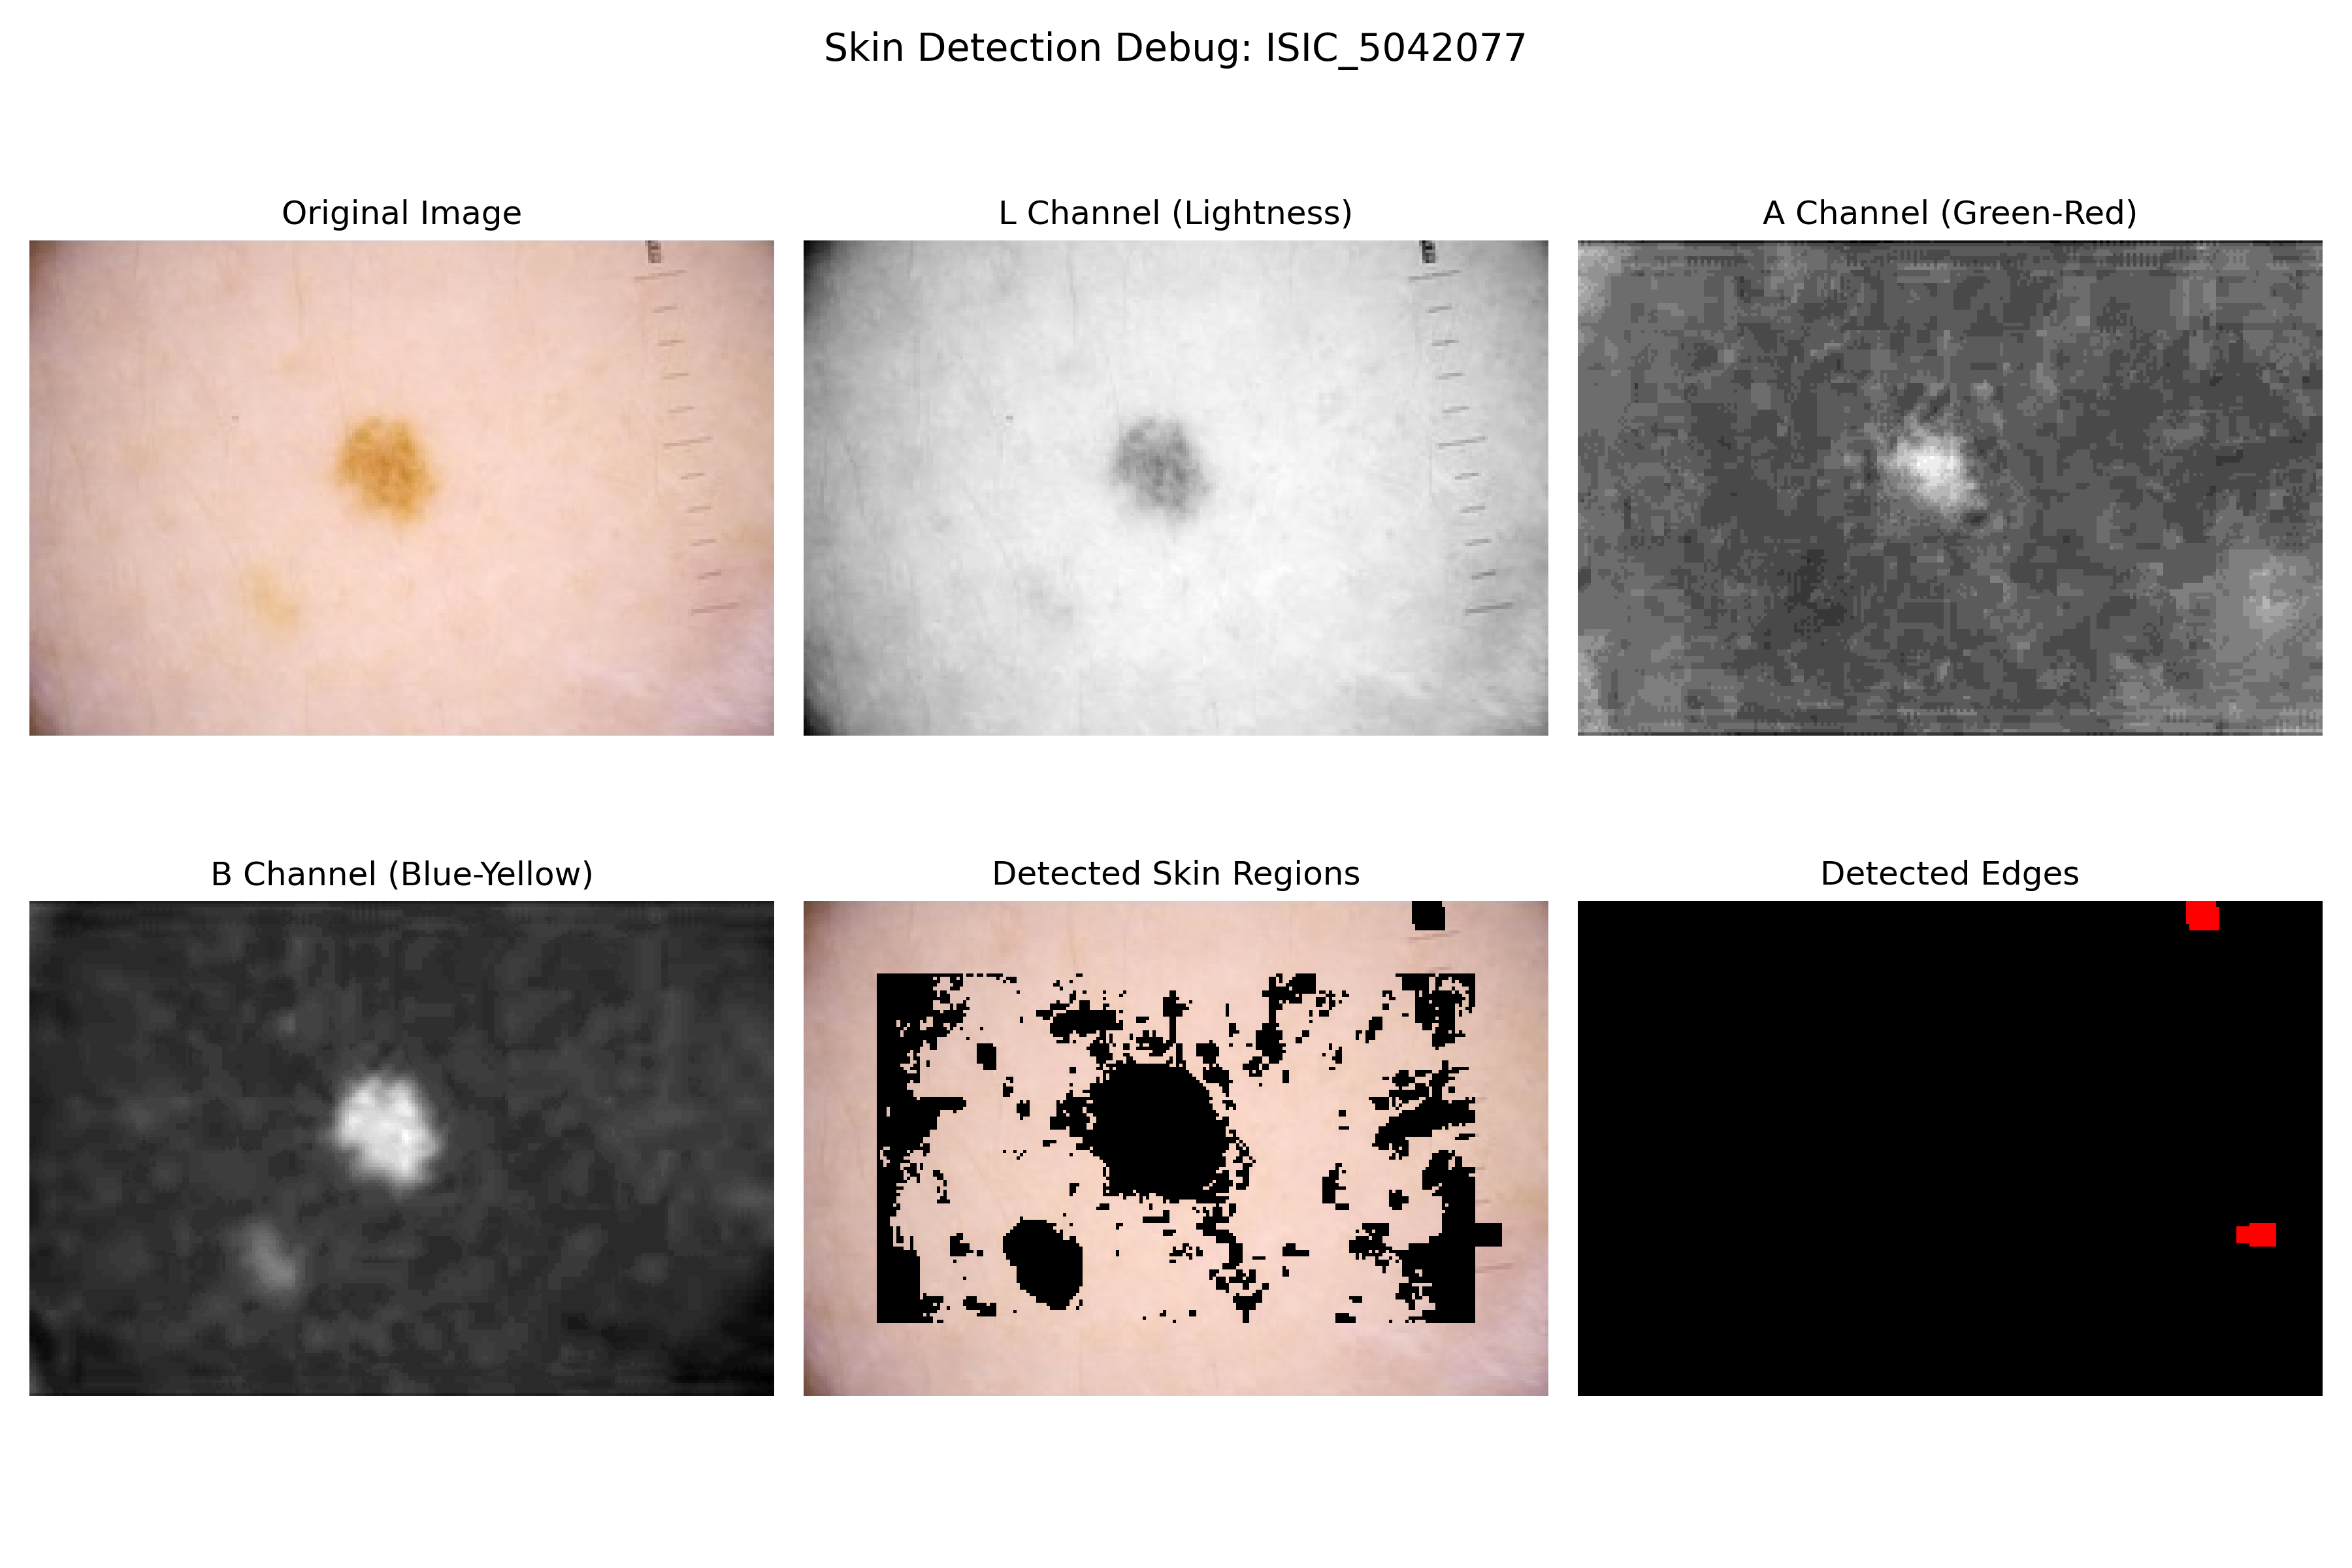 Skin Detection Debug: ISIC_5042077
Original Image
L Channel (Lightness)
A Channel (Green-Red)
B Channel (Blue-Yellow)
Detected Skin Regions
Detected Edges